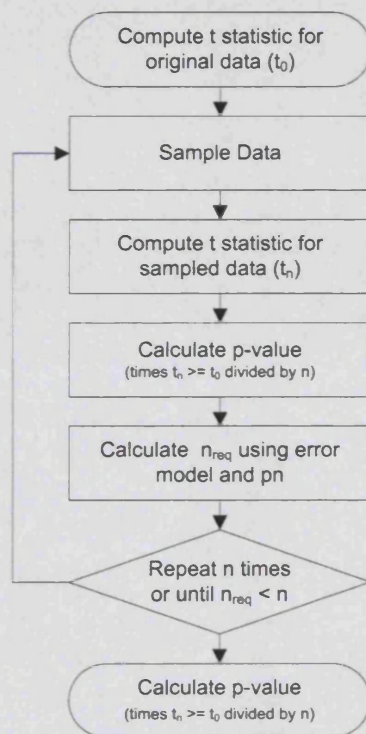 Compute t statistic for
original data (t₀)
Sample Data
Compute t statistic for
sampled data (tₙ)
Calculate p-value
(times tₙ >= t₀ divided by n)
Calculate n_req using error
model and pn
Repeat n times
or until n_req < n
Calculate p-value
(times tₙ >= t₀ divided by n)